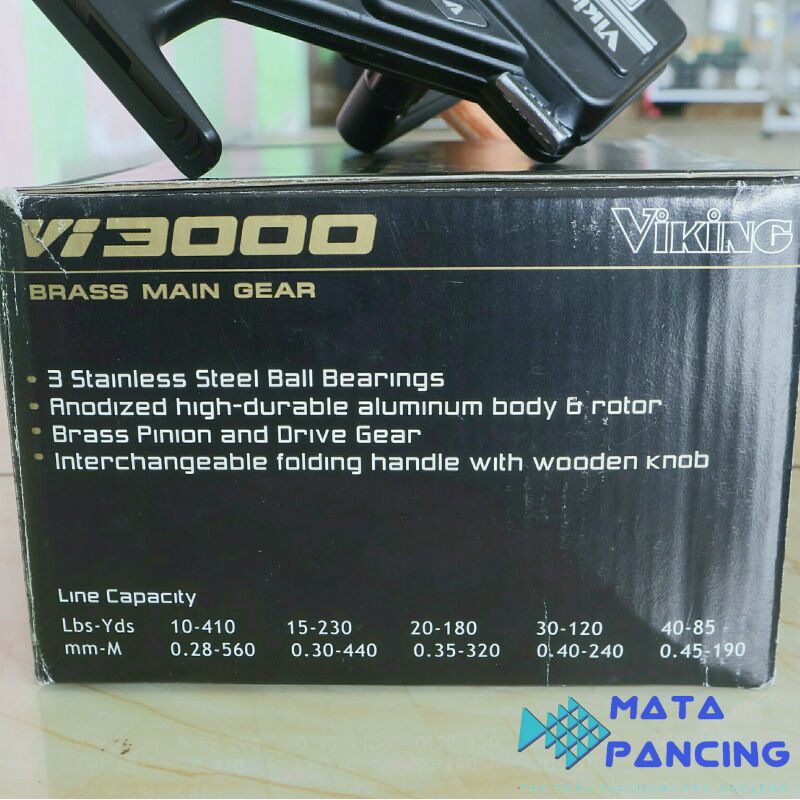 Viki
Vi3000
VIKING
BRASS MAIN GEAR
• 3 Stainless Steel Ball Bearings
• Anodized high-durable aluminum body & rotor
• Brass Pinion and Drive Gear
• Interchangeable folding handle with wooden knob
Line Capacity
Lbs-Yds 10-410 15-230 20-180 30-120 40-85
mm-M 0.28-560 0.30-440 0.35-320 0.40-240 0.45-190
MATA
PANCING